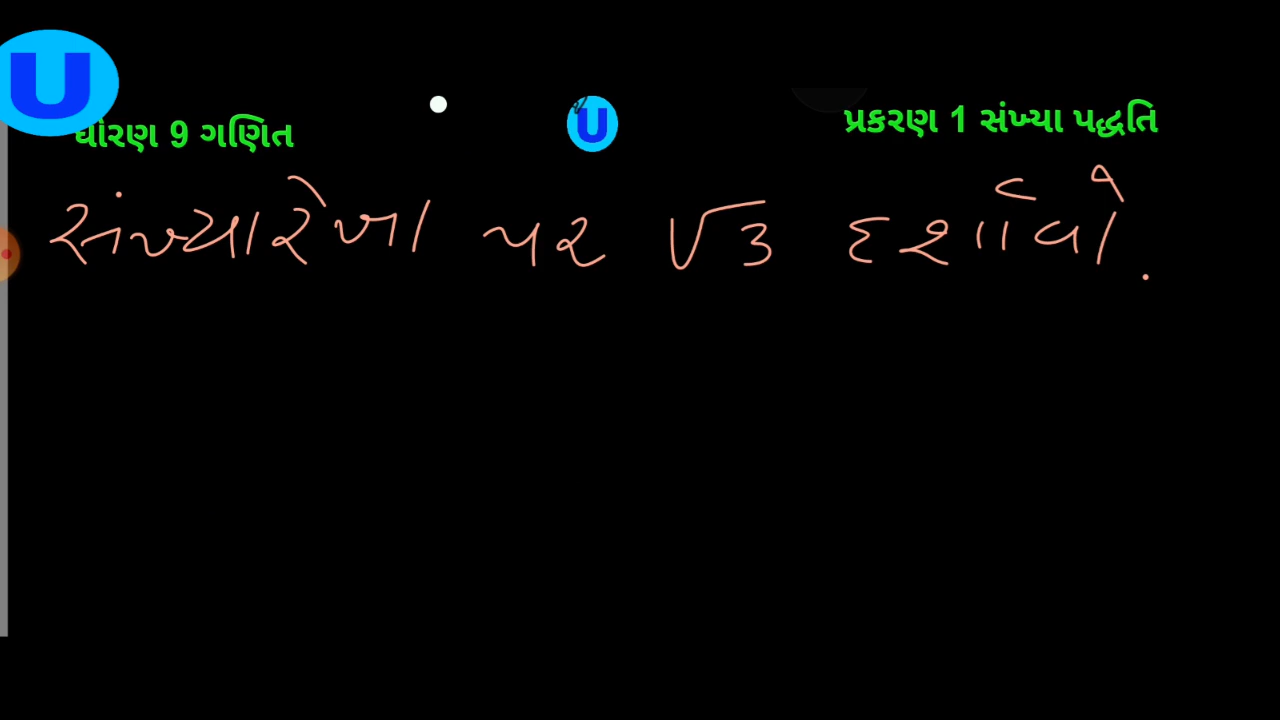 U
ધોરણ 9 ગણિત
U
પ્રકરણ 1 સંખ્યા પદ્ધતિ
સંખ્યારેખા પર √3 દર્શાવો.